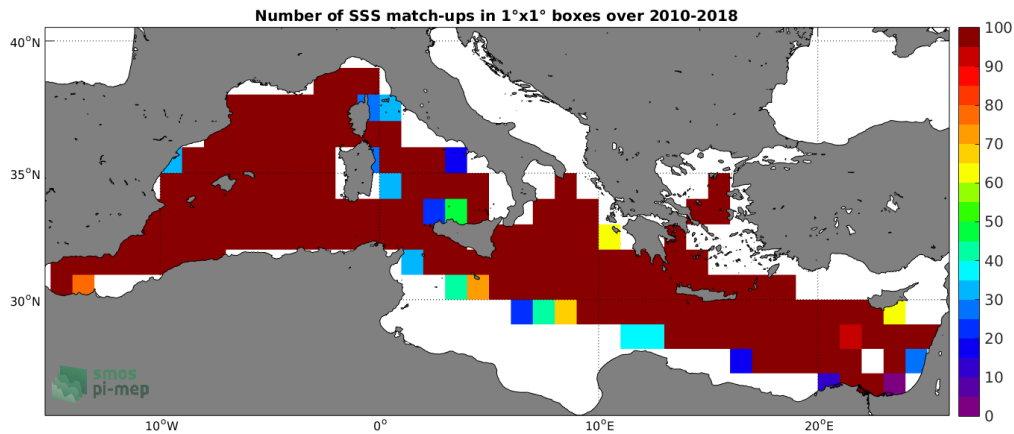 Number of SSS match-ups in 1°x1° boxes over 2010-2018
40°N
35°N
30°N
10°W
0°
10°E
20°E
100
90
80
70
60
50
40
30
20
10
0
smos
pi-mep